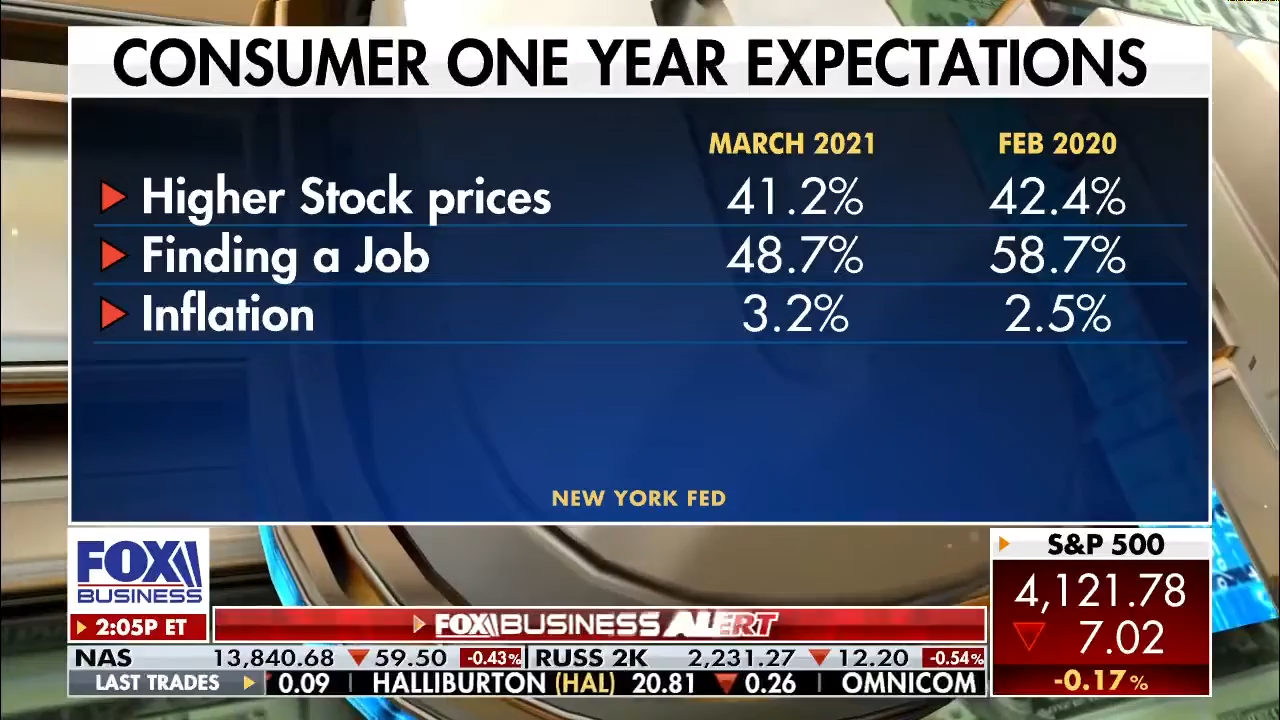 CONSUMER ONE YEAR EXPECTATIONS
MARCH 2021 FEB 2020
Higher Stock prices 41.2% 42.4%
Finding a Job 48.7% 58.7%
Inflation 3.2% 2.5%
NEW YORK FED
FOX BUSINESS
2:05P ET
FOX BUSINESS ALERT
S&P 500
4,121.78
7.02
-0.17%
NAS 13,840.68 59.50 -0.43% RUSS 2K 2,231.27 12.20 -0.54%
LAST TRADES 0.09 HALLIBURTON (HAL) 20.81 0.26 OMNICOM